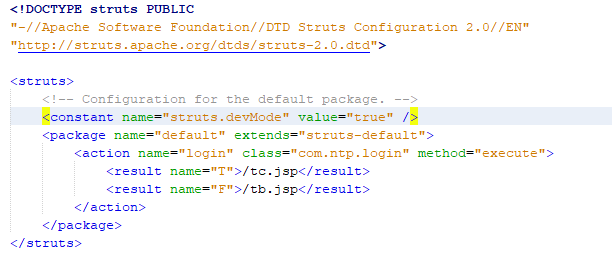 <!DOCTYPE struts PUBLIC
"-//Apache Software Foundation//DTD Struts Configuration 2.0//EN"
"http://struts.apache.org/dtds/struts-2.0.dtd">
<struts>
<!-- Configuration for the default package. -->
<constant name="struts.devMode" value="true" />
<package name="default" extends="struts-default">
<action name="login" class="com.ntp.login" method="execute">
<result name="T">/tc.jsp</result>
<result name="F">/tb.jsp</result>
</action>
</package>
</struts>